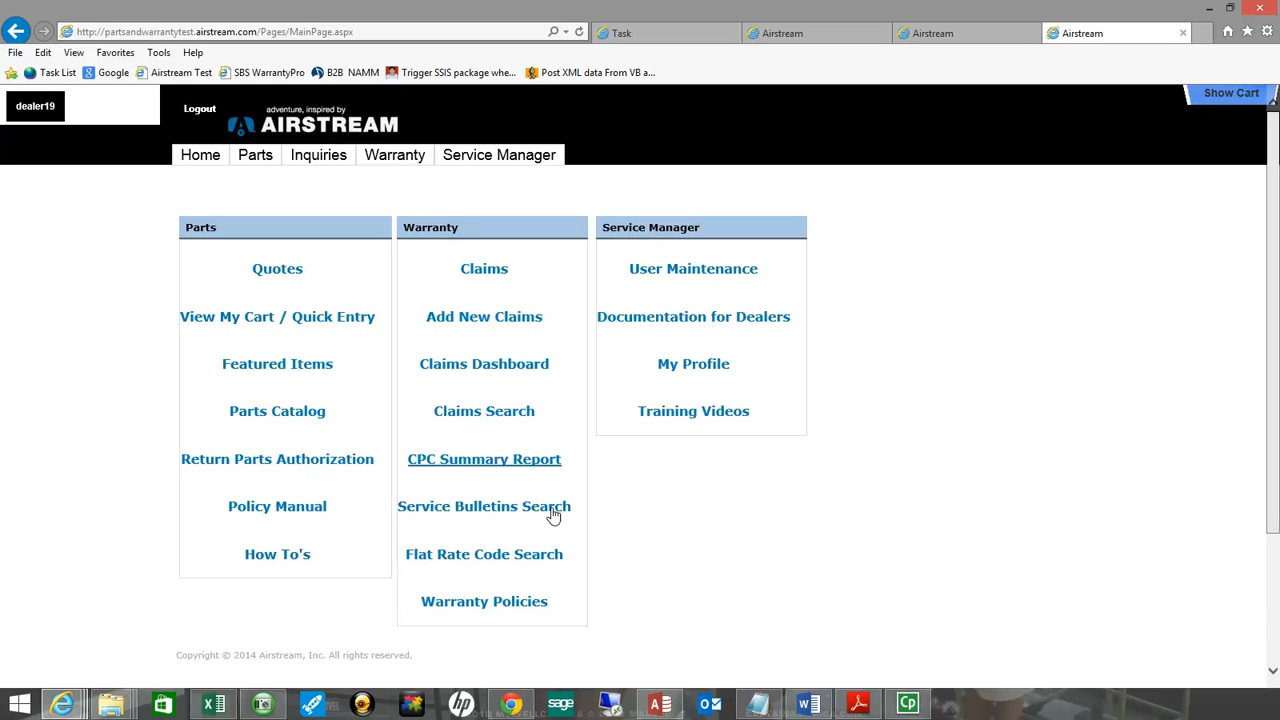 http://partsandwarrantytest.airstream.com/Pages/MainPage.aspx
Task
Airstream
Airstream
Airstream
File Edit View Favorites Tools Help
Task List Google Airstream Test SBS WarrantyPro B2B NAMM Trigger SSIS package whe... Post XML data From VB a...
dealer19
Logout
adventure, inspired by
AIRSTREAM
Show Cart
Home Parts Inquiries Warranty Service Manager
Parts
Quotes
View My Cart / Quick Entry
Featured Items
Parts Catalog
Return Parts Authorization
Policy Manual
How To's
Warranty
Claims
Add New Claims
Claims Dashboard
Claims Search
CPC Summary Report
Service Bulletins Search
Flat Rate Code Search
Warranty Policies
Service Manager
User Maintenance
Documentation for Dealers
My Profile
Training Videos
Copyright © 2014 Airstream, Inc. All rights reserved.
hp
sage
Cp